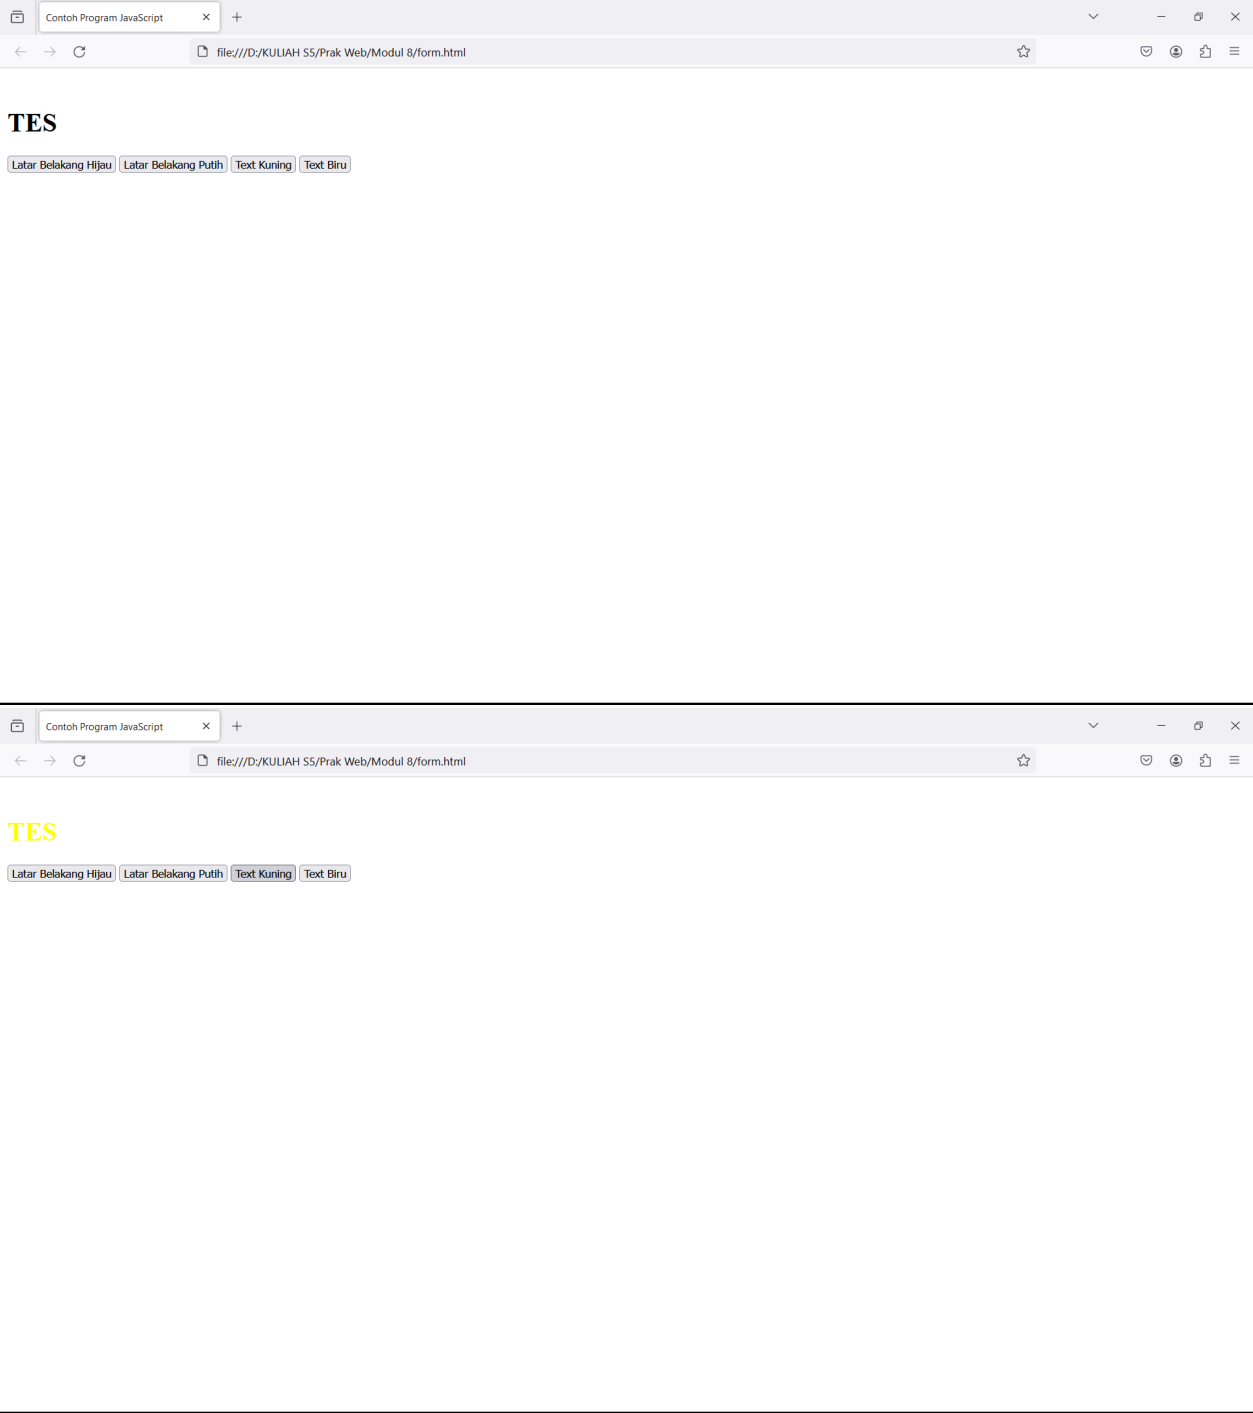 Contoh Program JavaScript
file:///D:/KULIAH S5/Prak Web/Modul 8/form.html
TES
Latar Belakang Hijau Latar Belakang Putih Text Kuning Text Biru
Contoh Program JavaScript
file:///D:/KULIAH S5/Prak Web/Modul 8/form.html
TES
Latar Belakang Hijau Latar Belakang Putih Text Kuning Text Biru